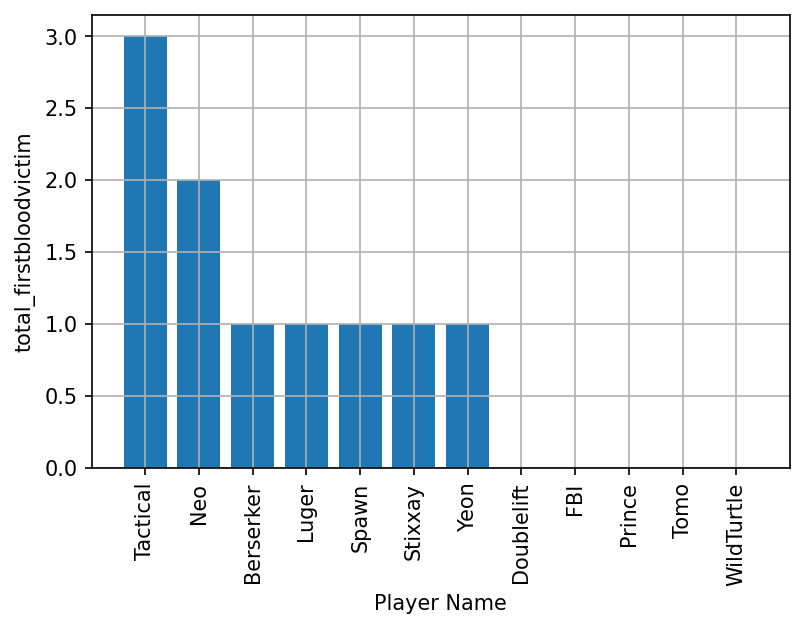 3.0
2.5
2.0
1.5
1.0
0.5
0.0
total_firstbloodvictim
Tactical
Neo
Berserker
Luger
Spawn
Stixxay
Yeon
Doublelift
FBI
Prince
Tomo
WildTurtle
Player Name